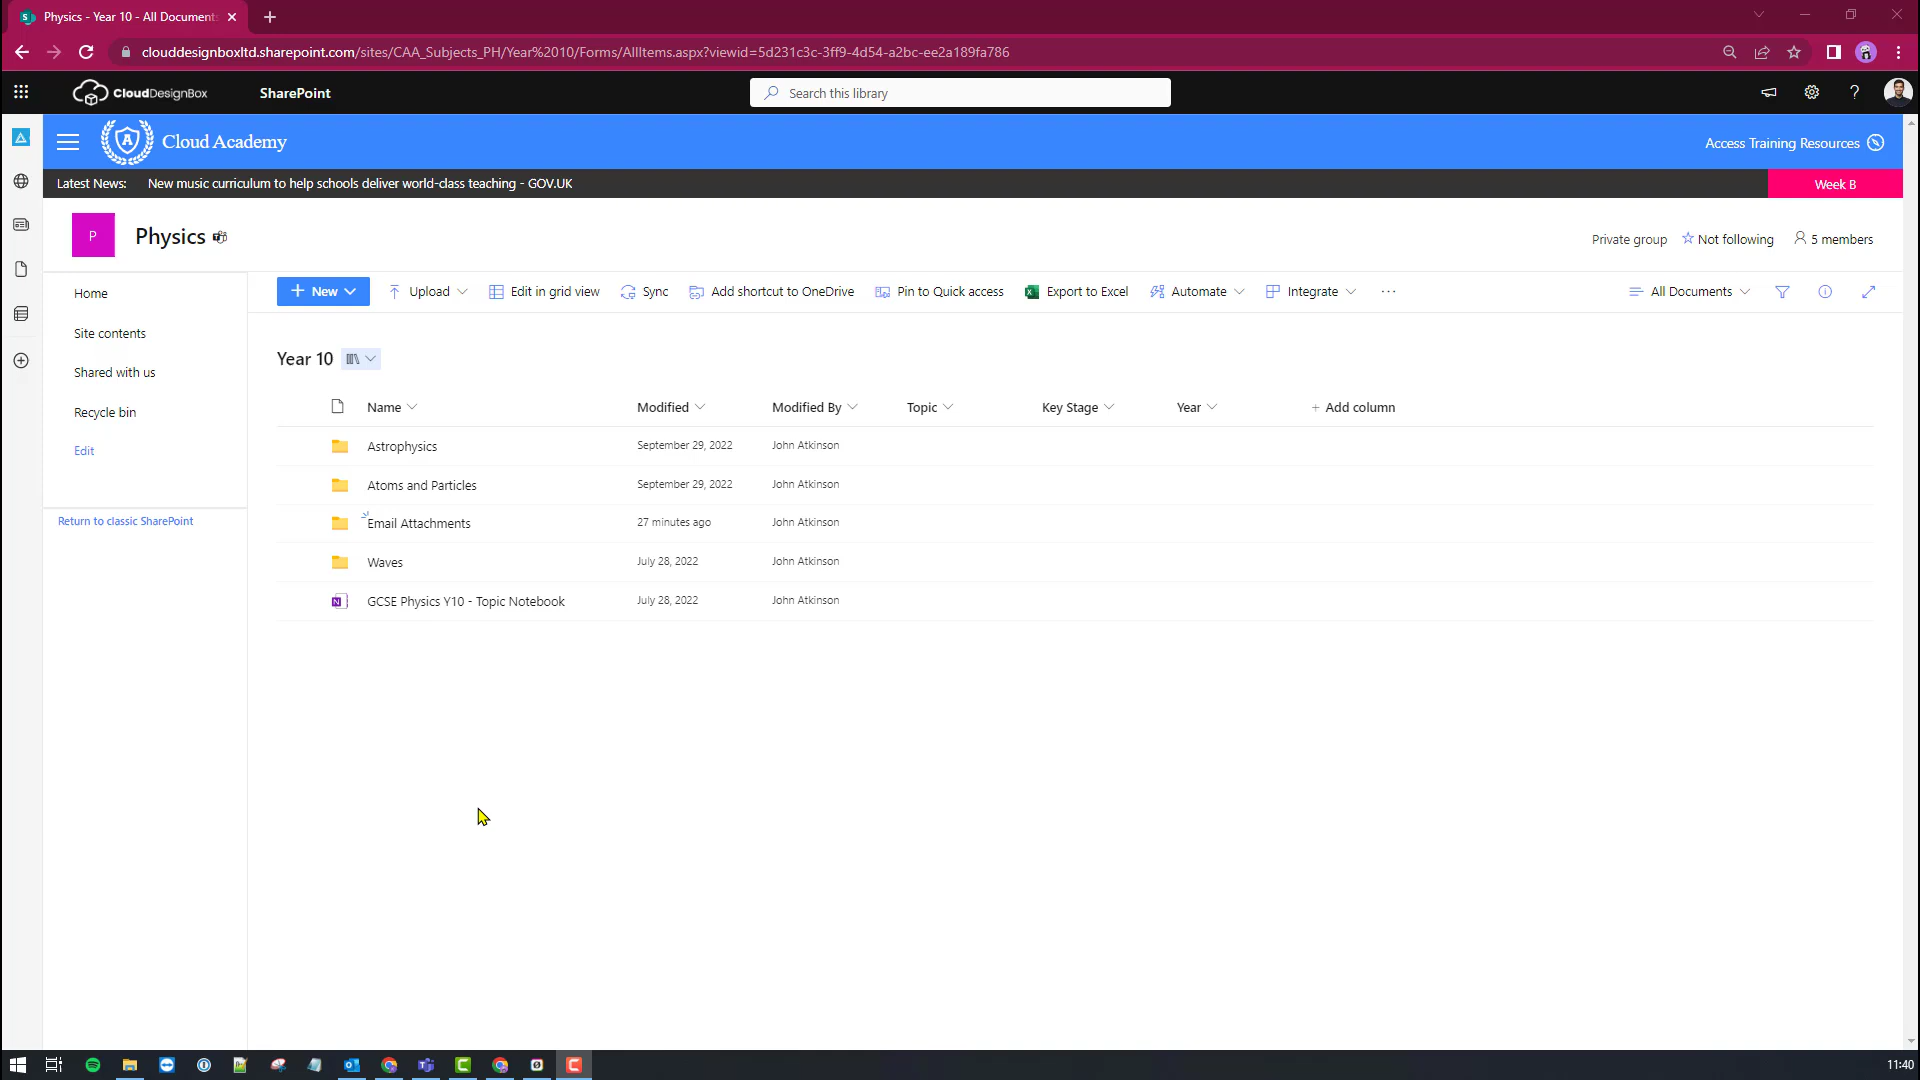 Physics - Year 10 - All Document
clouddesignboxltd.sharepoint.com/sites/CAA_Subjects_PH/Year%2010/Forms/AllItems.aspx?viewid=5d231c3c-3ff9-4d54-a2bc-ee2a189fa786
CloudDesignBox
SharePoint
Search this library
A
Cloud Academy
Access Training Resources
Latest News: New music curriculum to help schools deliver world-class teaching - GOV.UK
Week B
P
Physics
Private group
Not following
5 members
Home
Site contents
Shared with us
Recycle bin
Edit
Return to classic SharePoint
New
Upload
Edit in grid view
Sync
Add shortcut to OneDrive
Pin to Quick access
Export to Excel
Automate
Integrate
All Documents
Year 10
Name Modified Modified By Topic Key Stage Year + Add column
Astrophysics September 29, 2022 John Atkinson
Atoms and Particles September 29, 2022 John Atkinson
Email Attachments 27 minutes ago John Atkinson
Waves July 28, 2022 John Atkinson
GCSE Physics Y10 - Topic Notebook July 28, 2022 John Atkinson
11:40